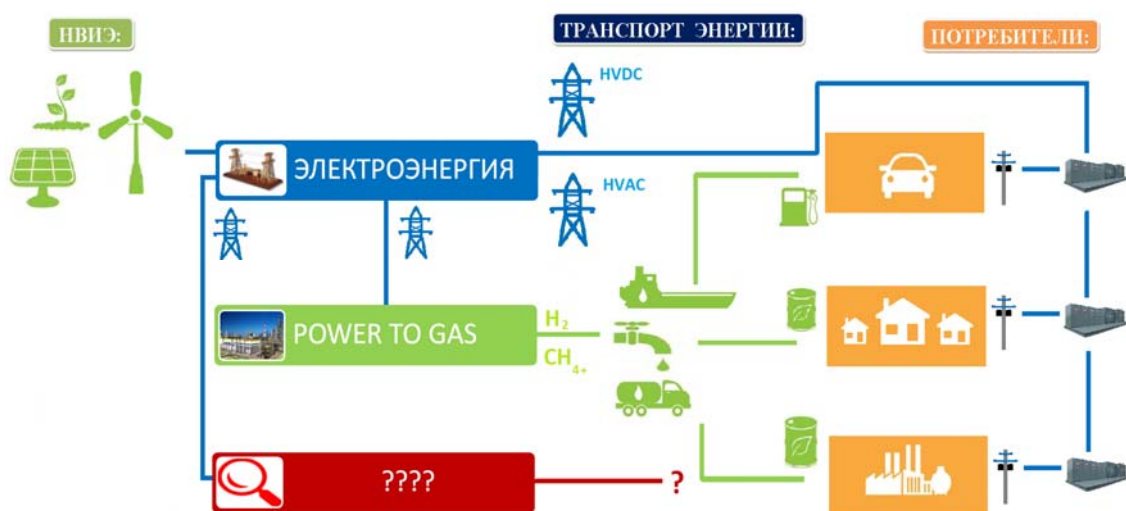 НВИЭ:
ТРАНСПОРТ ЭНЕРГИИ:
ПОТРЕБИТЕЛИ:
HVDC
ЭЛЕКТРОЭНЕРГИЯ
HVAC
POWER TO GAS
H₂
CH₄₊
????
?